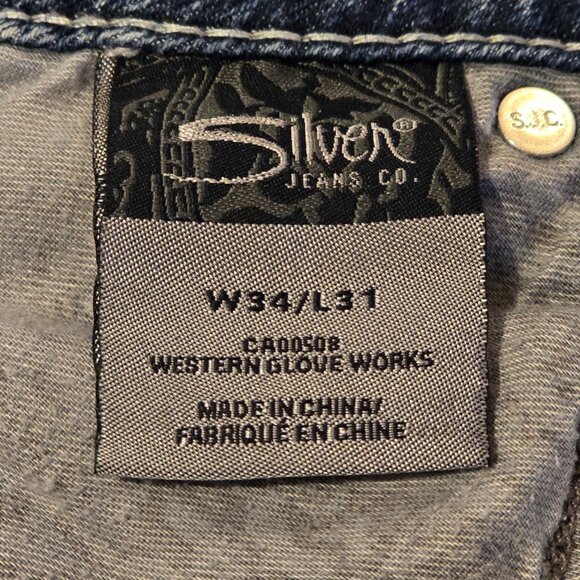 Silver®
JEANS CO.
S.J.C.
W34/L31
CA00508
WESTERN GLOVE WORKS
MADE IN CHINA/
FABRIQUÉ EN CHINE